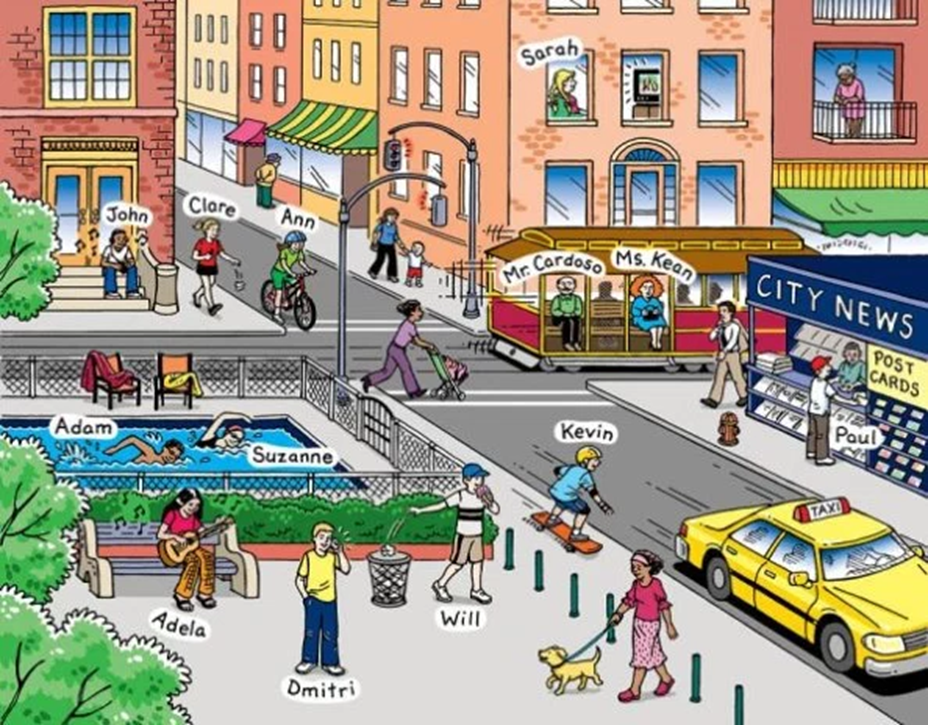 Sarah
John
Clare
Ann
Mr. Cardoso
Ms. Kean
CITY NEWS
POST
CARDS
Paul
Adam
Suzanne
Kevin
TAXI
Adela
Will
Dmitri